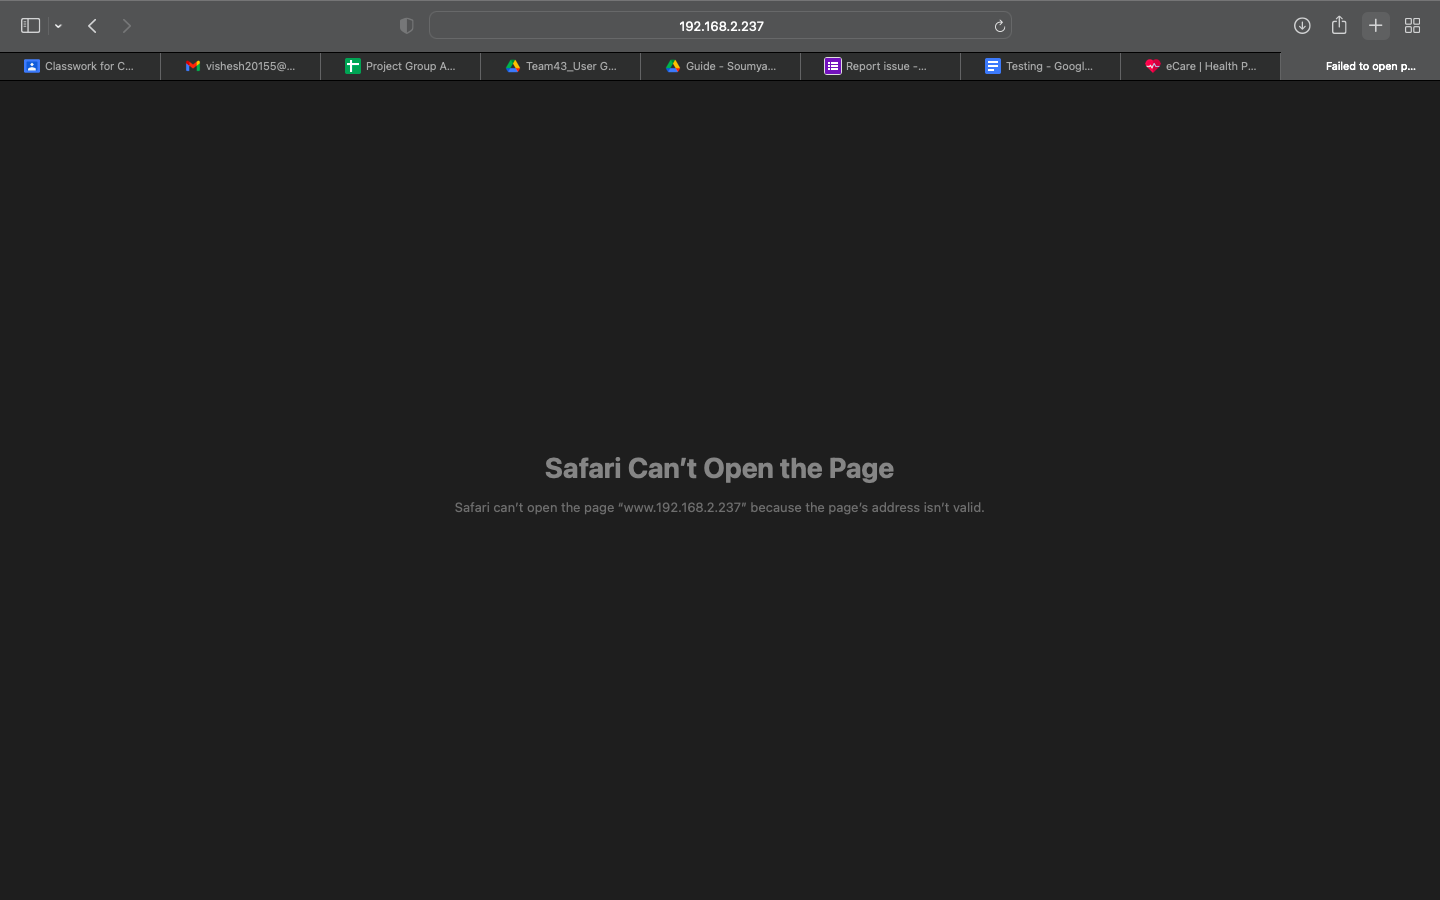 192.168.2.237
Classwork for C...
vishesh20155@...
Project Group A...
Team43_User G...
Guide - Soumya...
Report issue -...
Testing - Googl...
eCare | Health P...
Failed to open p...
Safari Can’t Open the Page
Safari can’t open the page “www.192.168.2.237” because the page’s address isn’t valid.